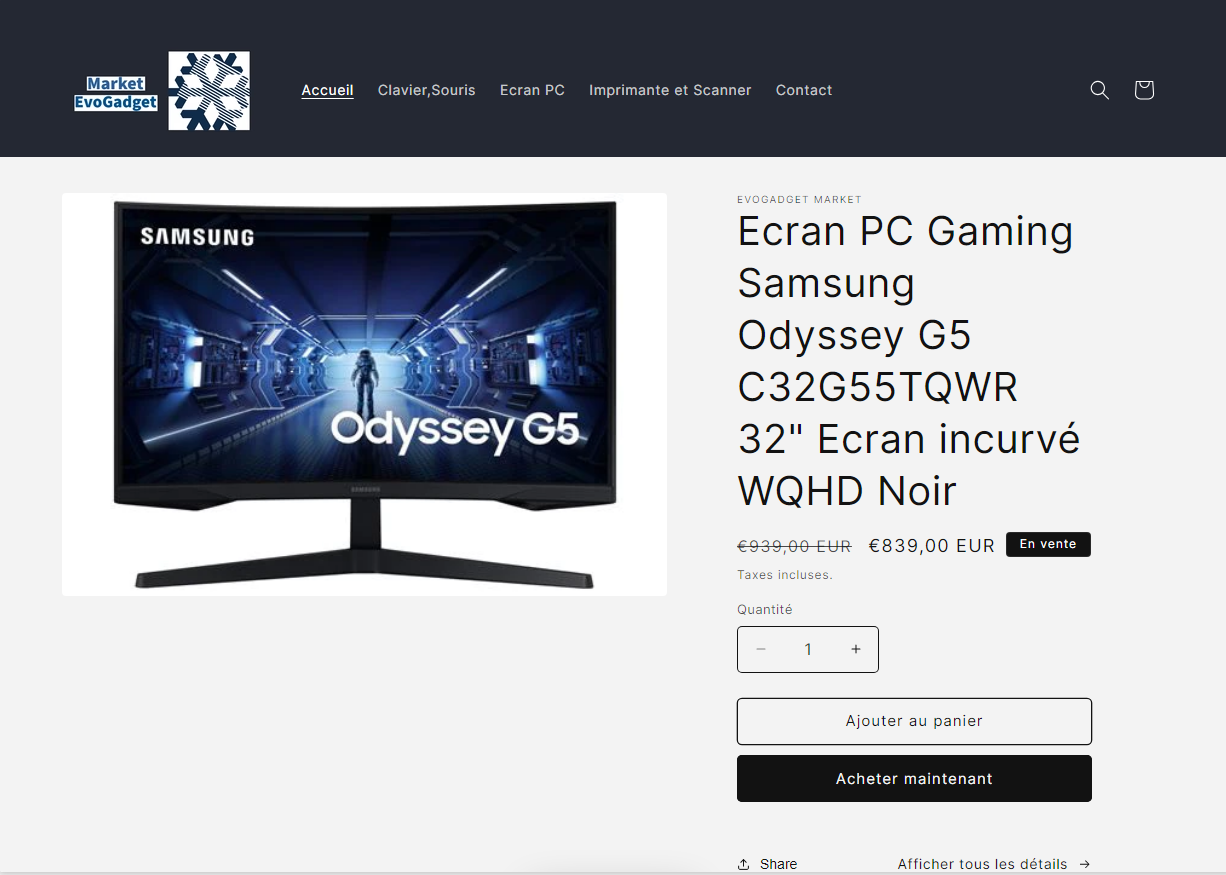 Market
EvoGadget
Accueil
Clavier,Souris
Ecran PC
Imprimante et Scanner
Contact
SAMSUNG
Odyssey G5
SAMSUNG
EVOGADGET MARKET
Ecran PC Gaming
Samsung
Odyssey G5
C32G55TQWR
32" Ecran incurvé
WQHD Noir
€939,00 EUR €839,00 EUR En vente
Taxes incluses.
Quantité
− 1 +
Ajouter au panier
Acheter maintenant
Share
Afficher tous les détails →